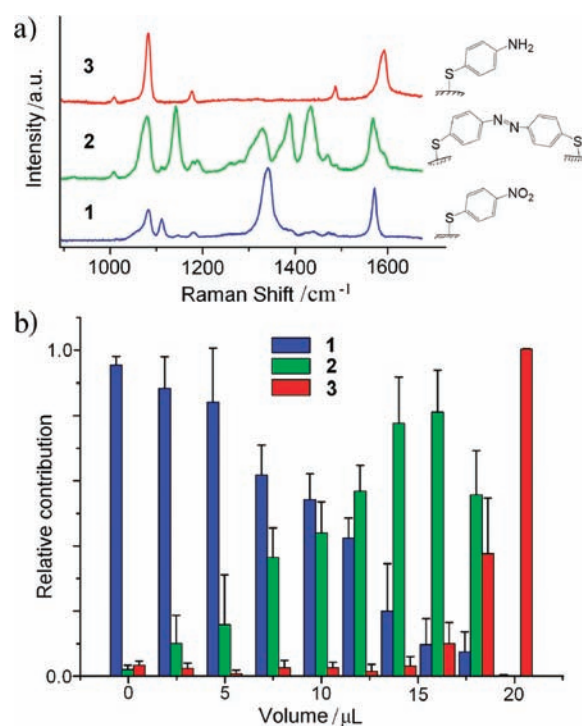 a)
Intensity /a.u.
3
2
1
NH₂
S
N
N
S
S
NO₂
S
1000 1200 1400 1600
Raman Shift /cm⁻¹
b)
Relative contribution
1.0
0.0
1
2
3
0 5 10 15 20
Volume /µL